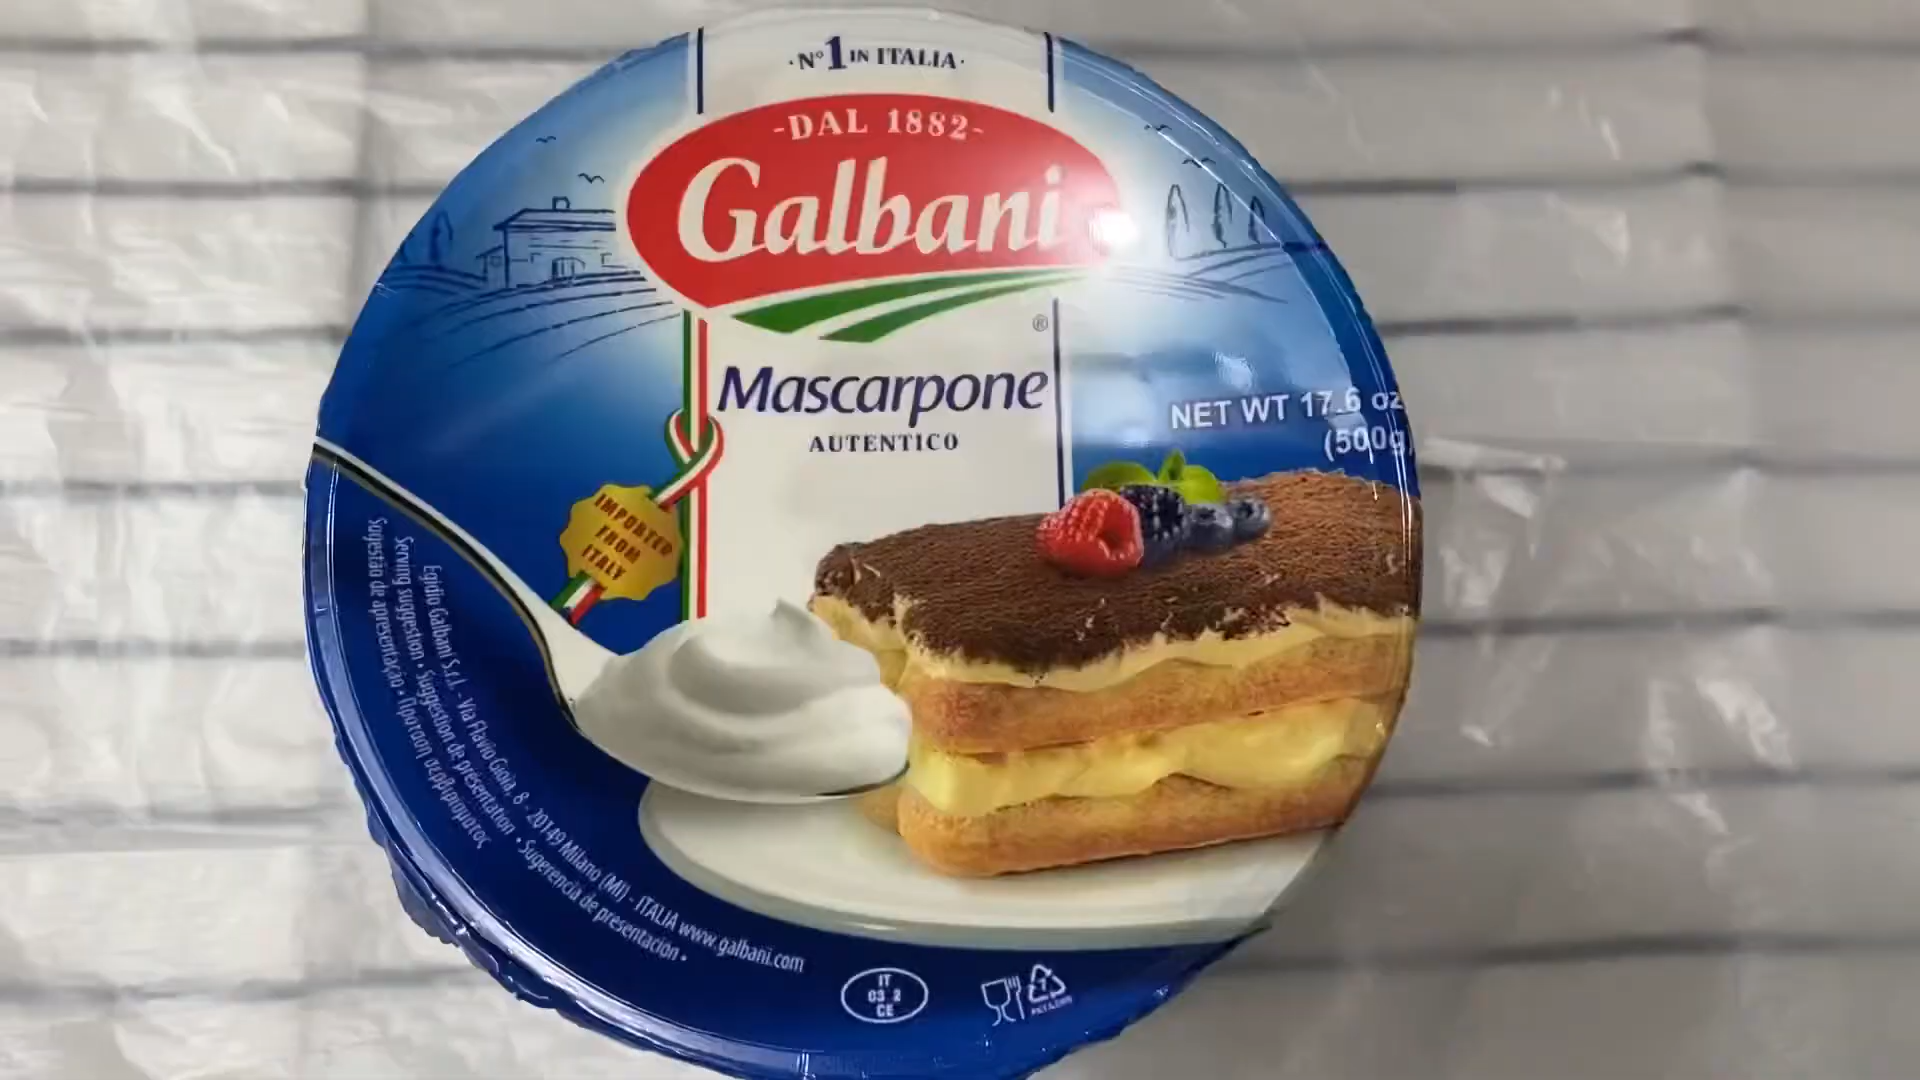 ·Nº1 IN ITALIA·
-DAL 1882-
Galbani
®
Mascarpone
AUTENTICO
NET WT 17.6 oz
(500g)
IMPORTED
FROM
ITALY
Egidio Galbani S.r.l. - Via Flavio Gioia, 8 - 20149 Milano (MI) - ITALIA www.galbani.com
Serving suggestion • Suggestion de présentation • Sugerencia de presentación •
Sugestão de apresentação • Πρόταση σερβιρίσματος
IT
CE
7